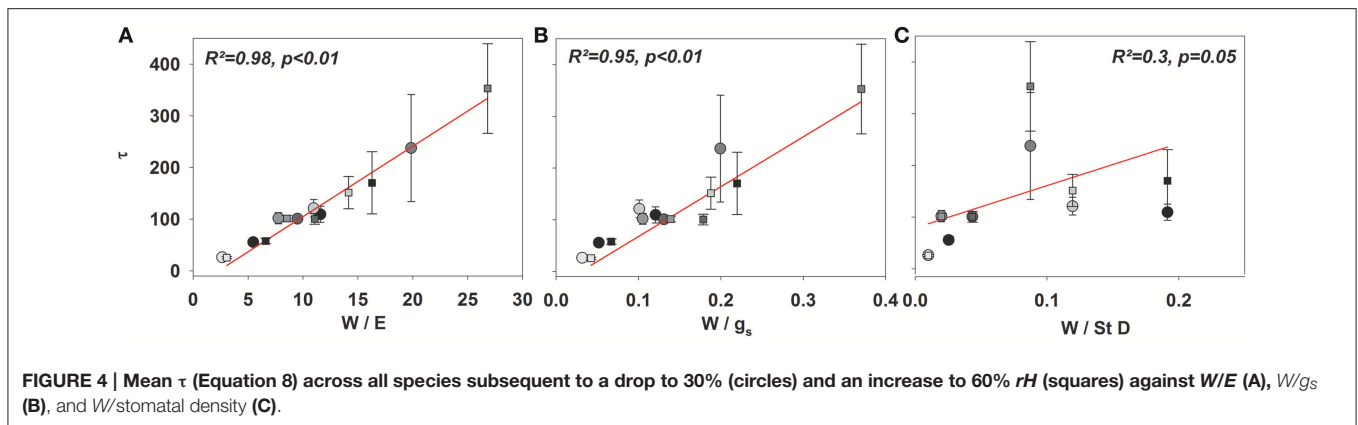 A
R²=0.98, p<0.01
B
R²=0.95, p<0.01
C
R²=0.3, p=0.05
400
300
200
100
0
τ
0 5 10 15 20 25 30
W / E
0.0 0.1 0.2 0.3 0.4
W / gs
0.0 0.1 0.2
W / St D
FIGURE 4 | Mean τ (Equation 8) across all species subsequent to a drop to 30% (circles) and an increase to 60% rH (squares) against W/E (A), W/gS
(B), and W/stomatal density (C).